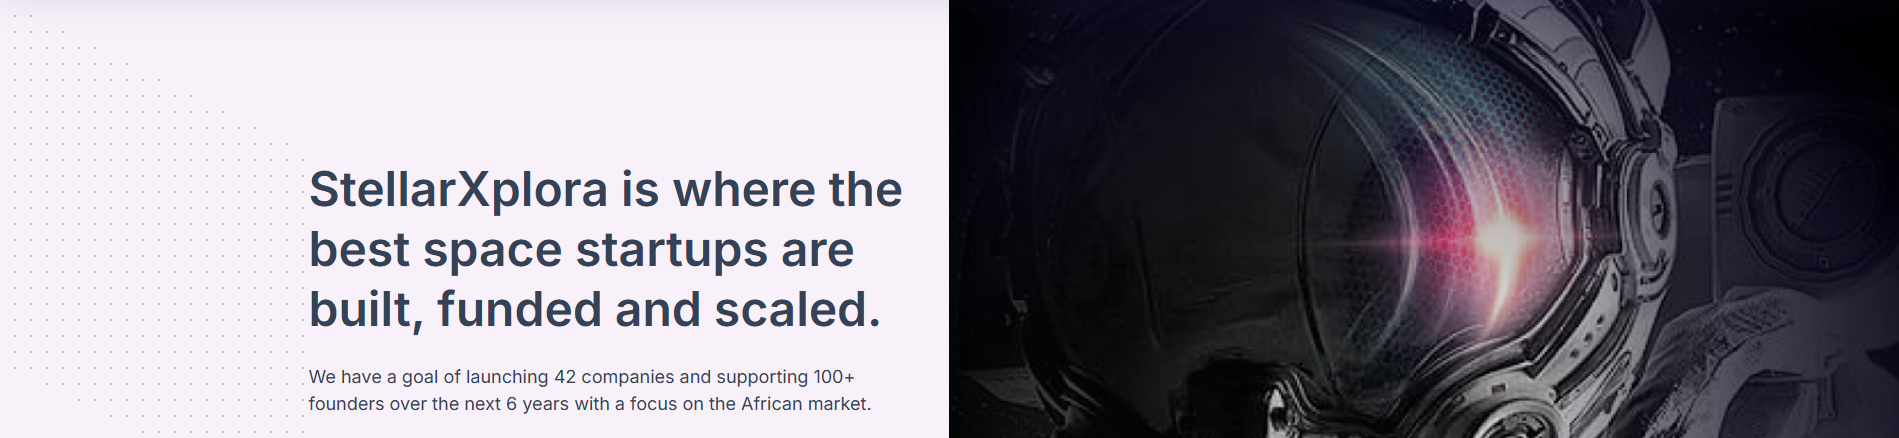 StellarXplora is where the
best space startups are
built, funded and scaled.
We have a goal of launching 42 companies and supporting 100+
founders over the next 6 years with a focus on the African market.